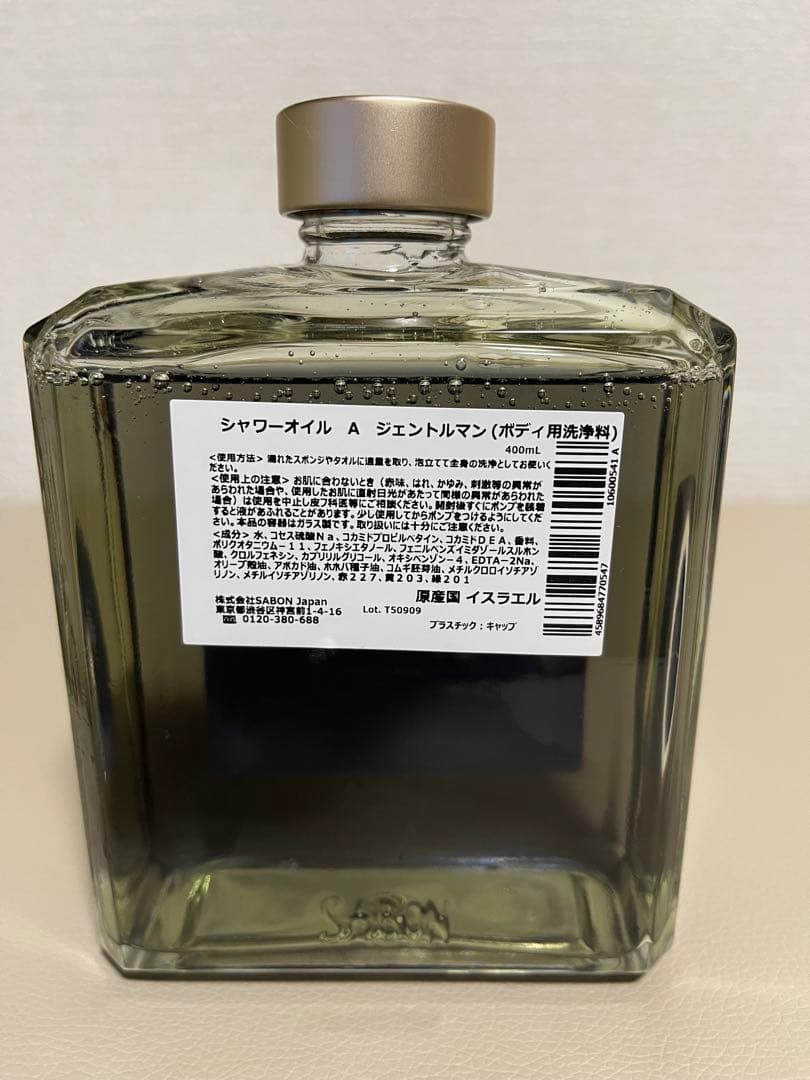 シャワーオイル A ジェントルマン(ボディ用洗浄料)
400mL
<使用方法> 濡れたスポンジやタオルに適量を取り、泡立てて全身の洗浄としてお使いく
ださい。
<使用上の注意> お肌に合わないとき(赤味、はれ、かゆみ、刺激等の異常が
あらわれた場合や、使用したお肌に直射日光があたって同様の異常があらわれた
場合)は使用を中止し皮フ科医等にご相談ください。開封後すぐにポンプを装着
すると液があふれることがあります。少し使用してからポンプをつけるようにしてくだ
さい。本品の容器はガラス製です。取り扱いには十分にご注意ください。
<成分> 水、コセス硫酸Na、コカミドプロピルベタイン、コカミドDEA、香料、
ポリクオタニウム-11、フェノキシエタノール、フェニルベンズイミダゾールスルホン
酸、クロルフェネシン、カプリリルグリコール、オキシベンゾン-4、EDTA-2Na、
オリーブ殻油、アボカド油、ホホバ種子油、コムギ胚芽油、メチルクロロイソチアゾ
リノン、メチルイソチアゾリノン、赤227、黄203、緑201
株式会社SABON Japan
東京都渋谷区神宮前1-4-16
0120-380-688
Lot. T50909
原産国 イスラエル
プラスチック:キャップ
10600541 A
4589684770547
SABON